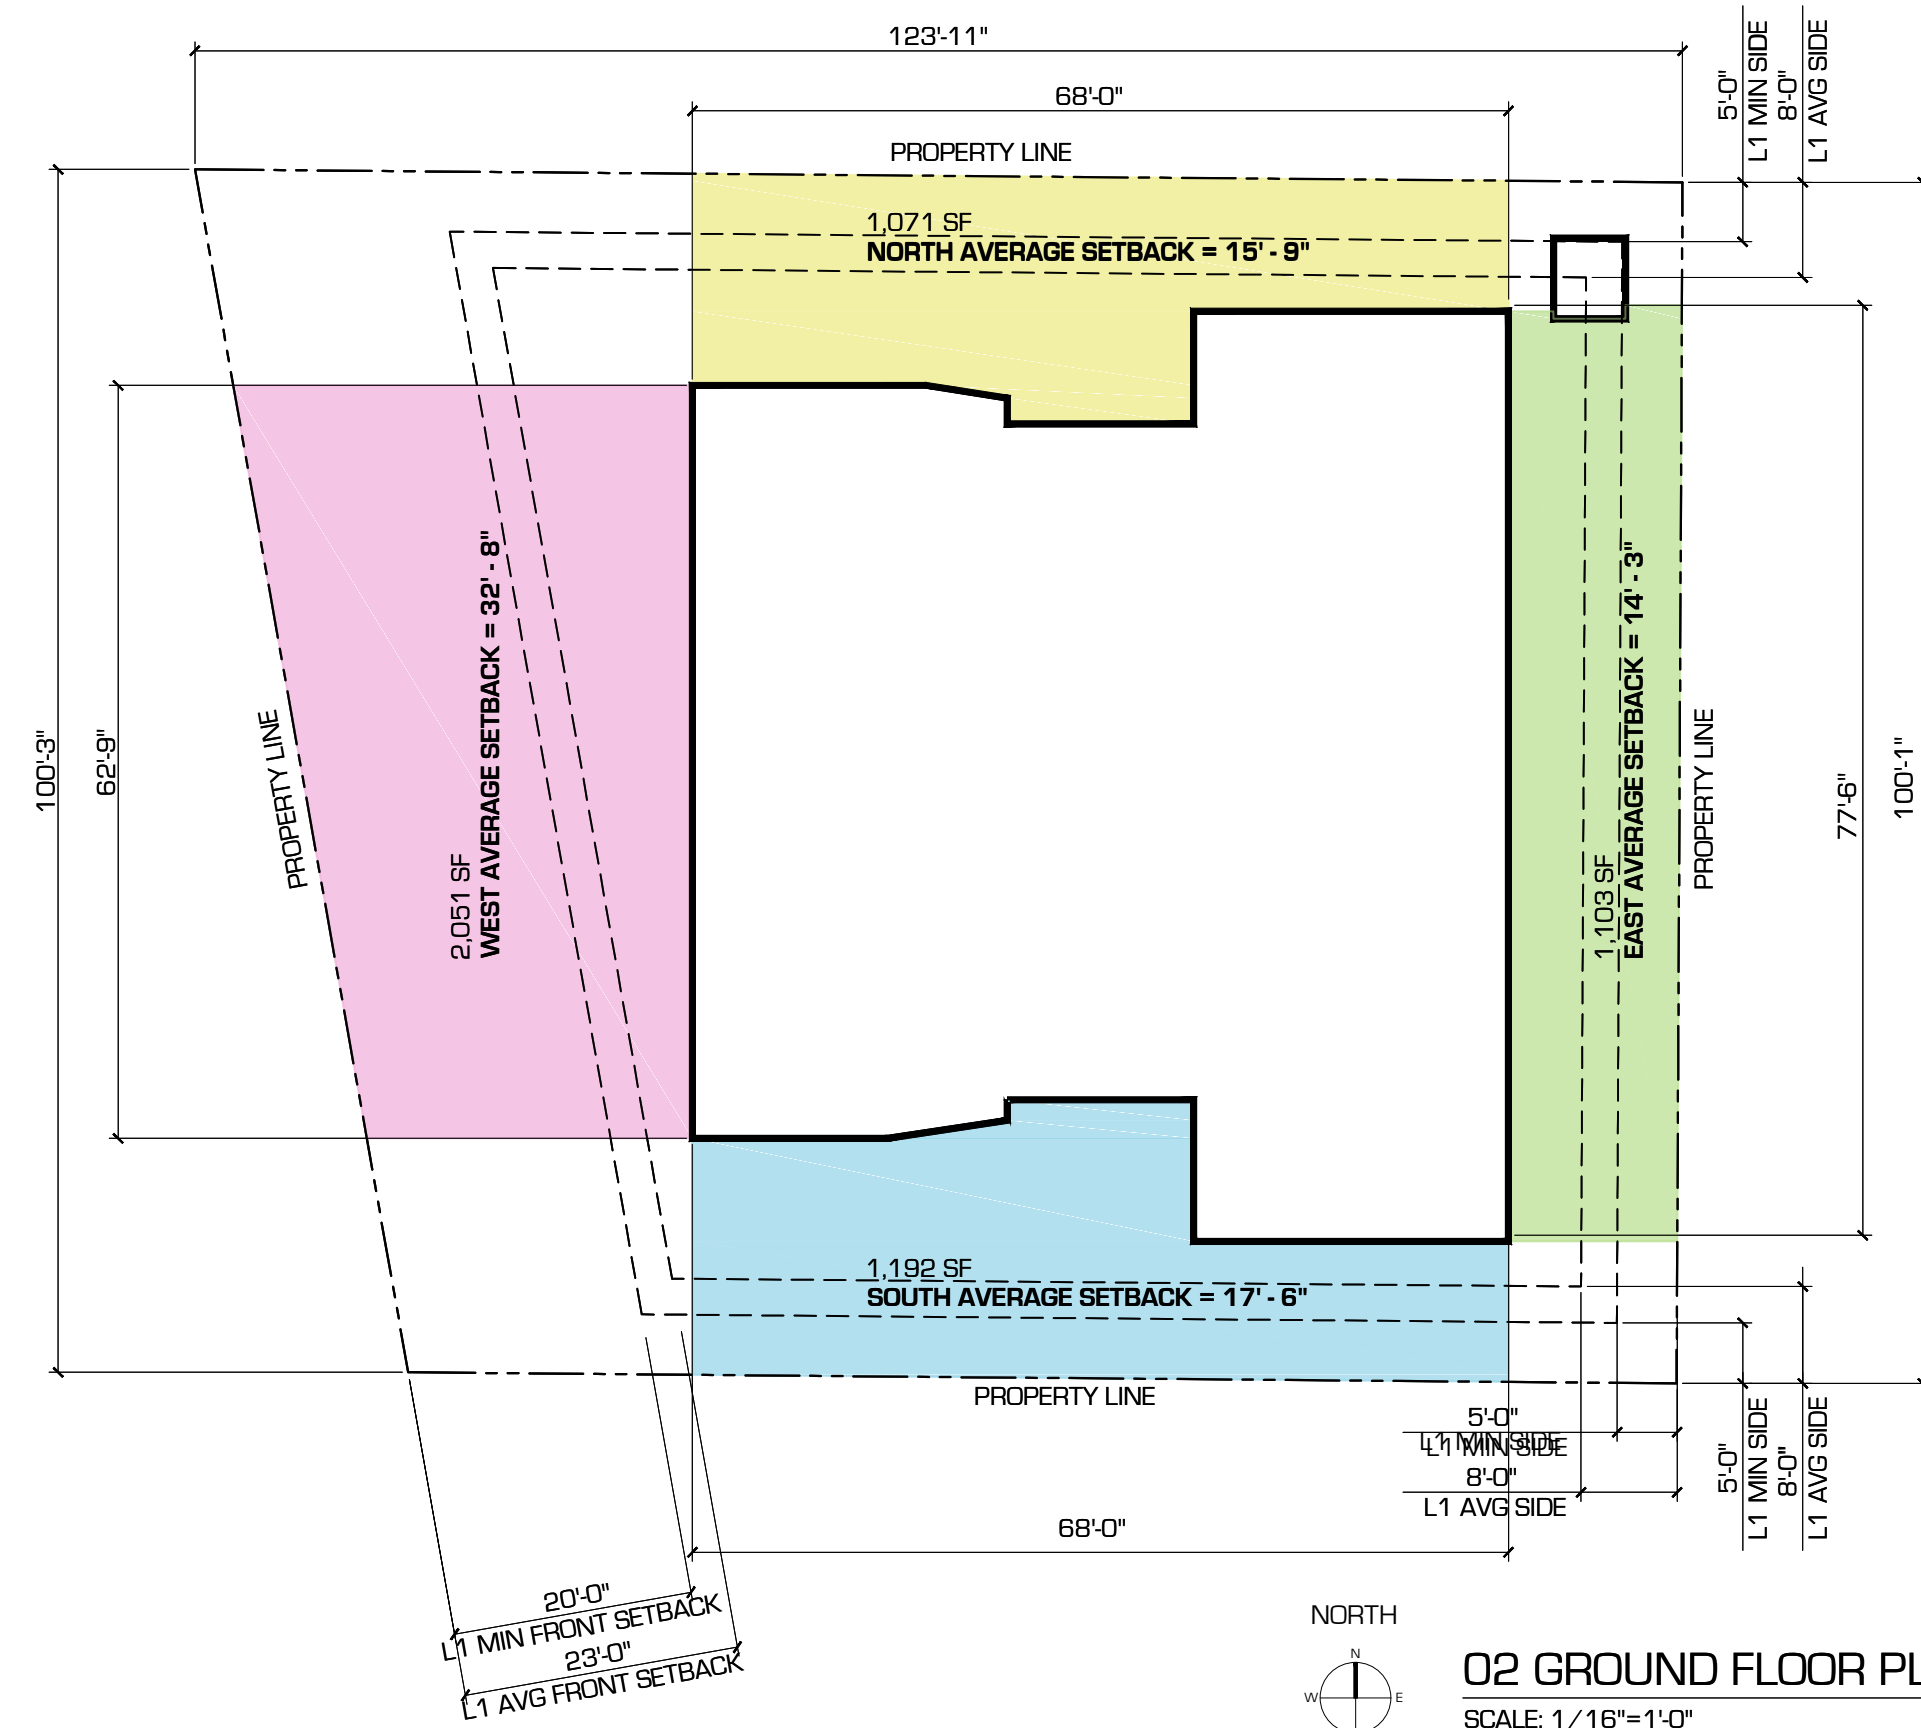 123'-11"
68'-0"
PROPERTY LINE
5'-0"
L1 MIN SIDE
8'-0"
L1 AVG SIDE
1,071 SF
NORTH AVERAGE SETBACK = 15' - 9"
100'-3"
62'-9"
PROPERTY LINE
2,051 SF
WEST AVERAGE SETBACK = 32' - 8"
1,103 SF
EAST AVERAGE SETBACK = 14' - 3"
PROPERTY LINE
77'-6"
100'-1"
1,192 SF
SOUTH AVERAGE SETBACK = 17' - 6"
PROPERTY LINE
5'-0"
L1 MIN SIDE
L1 MIN SIDE
8'-0"
L1 AVG SIDE
5'-0"
L1 MIN SIDE
8'-0"
L1 AVG SIDE
68'-0"
20'-0"
L1 MIN FRONT SETBACK
23'-0"
L1 AVG FRONT SETBACK
NORTH
N
W
E
02 GROUND FLOOR PL
SCALE: 1/16"=1'-0"